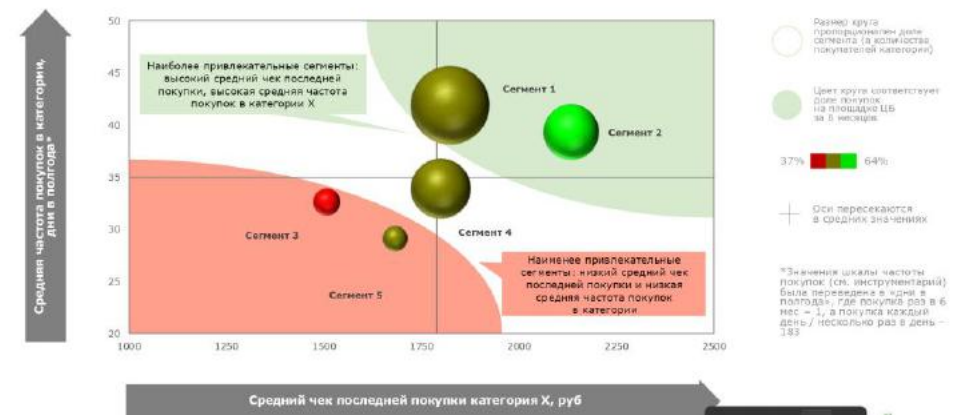 Средняя частота покупок в категории,
дни в полгода*
50
45
40
35
30
25
20
Наиболее привлекательные сегменты:
высокий средний чек последней
покупки, высокая средняя частота
покупок в категории X
Сегмент 1
Сегмент 2
Сегмент 3
Сегмент 4
Сегмент 5
Наименее привлекательные
сегменты: низкий средний чек
последней покупки и низкая
средняя частота покупок
в категории
1000
1250
1500
1750
2000
2250
2500
Средний чек последней покупки категория X, руб
Размер круга
пропорционален доле
сегмента (в количества
покупателей категории)
Цвет круга соответствует
доле покупок
на площадке ЦБ
за 6 месяцев
37%
64%
Оси пересекаются
в средних значениях
*Значения шкалы частоты
покупок (см. инструментарий)
была переведена в «дни в
полгода», где покупка раз в 6
мес = 1, а покупка каждый
день / несколько раз в день –
183